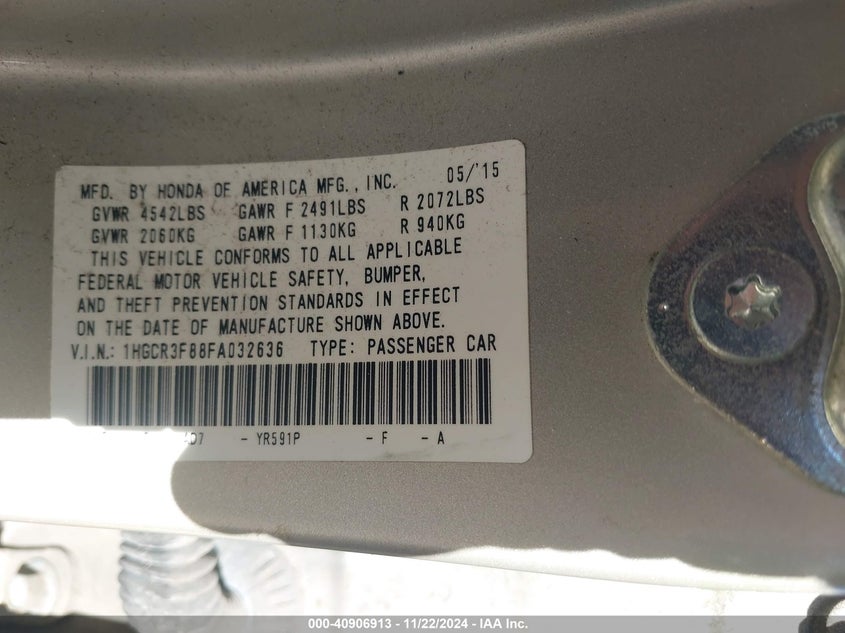 MFD. BY HONDA OF AMERICA MFG., INC. 05/'15
GVWR 4542LBS GAWR F 2491LBS R 2072LBS
GVWR 2060KG GAWR F 1130KG R 940KG
THIS VEHICLE CONFORMS TO ALL APPLICABLE
FEDERAL MOTOR VEHICLE SAFETY, BUMPER,
AND THEFT PREVENTION STANDARDS IN EFFECT
ON THE DATE OF MANUFACTURE SHOWN ABOVE.
V.I.N.: 1HGCR3F88FA032636 TYPE: PASSENGER CAR
- YR591P - F - A
000-40906913 - 11/22/2024 - IAA Inc.